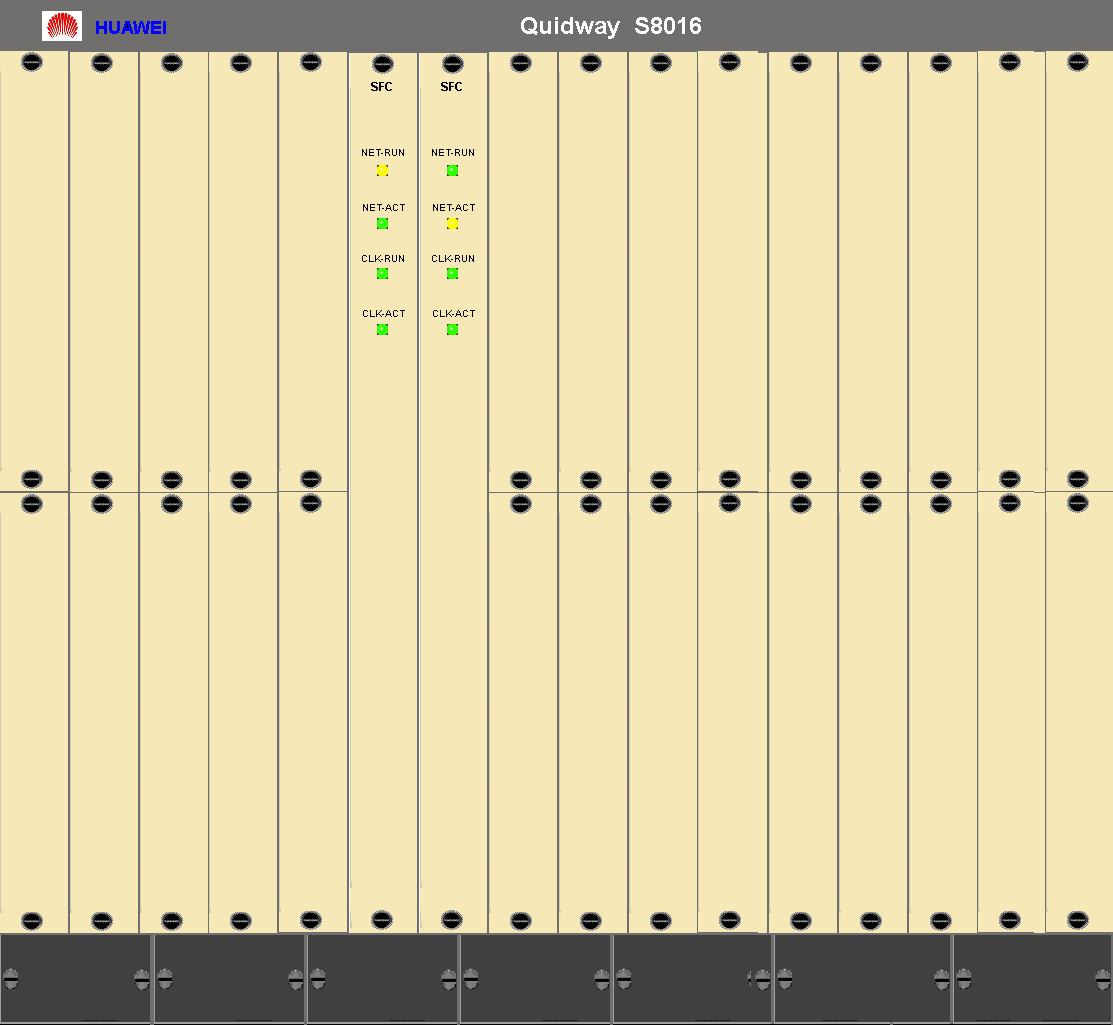 HUAWEI
Quidway S8016
SFC SFC
NET-RUN NET-RUN
NET-ACT NET-ACT
CLK-RUN CLK-RUN
CLK-ACT CLK-ACT